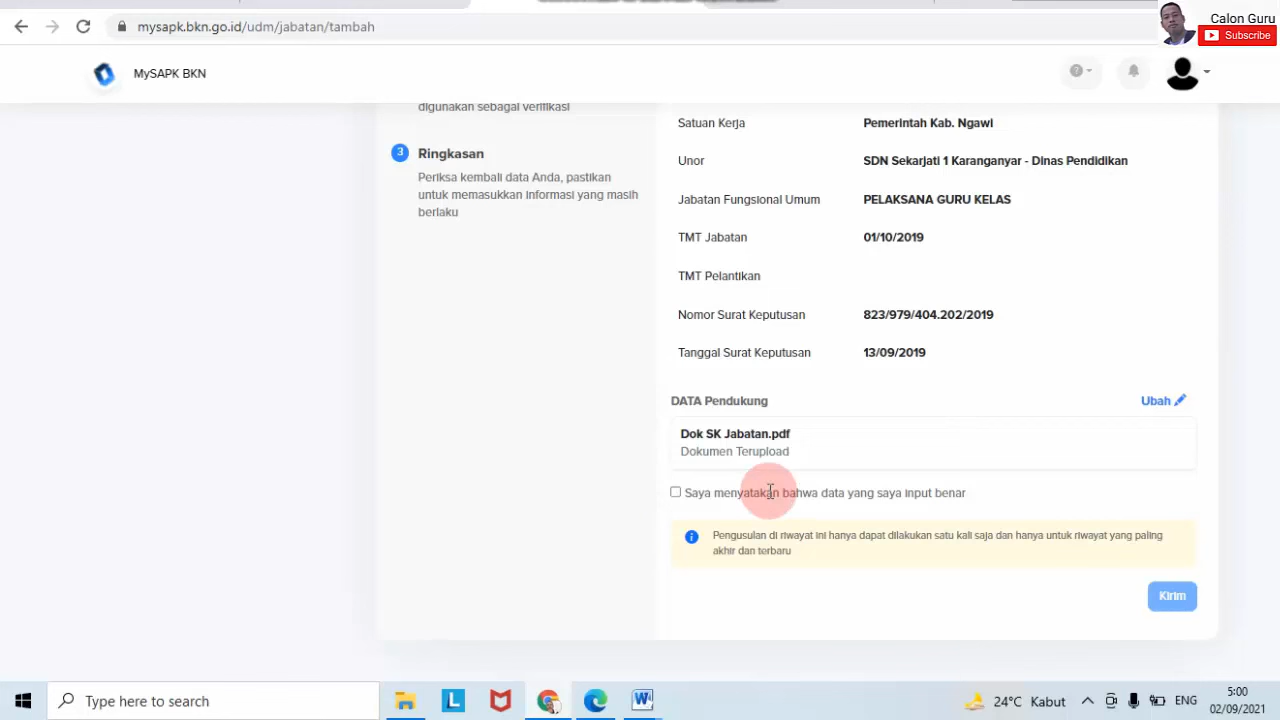 mysapk.bkn.go.id/udm/jabatan/tambah
Calon Guru
Subscribe
MySAPK BKN
digunakan sebagai verifikasi
3 Ringkasan
Periksa kembali data Anda, pastikan
untuk memasukkan informasi yang masih
berlaku
Satuan Kerja Pemerintah Kab. Ngawi
Unor SDN Sekarjati 1 Karanganyar - Dinas Pendidikan
Jabatan Fungsional Umum PELAKSANA GURU KELAS
TMT Jabatan 01/10/2019
TMT Pelantikan
Nomor Surat Keputusan 823/979/404.202/2019
Tanggal Surat Keputusan 13/09/2019
DATA Pendukung Ubah
Dok SK Jabatan.pdf
Dokumen Terupload
Saya menyatakan bahwa data yang saya input benar
Pengusulan di riwayat ini hanya dapat dilakukan satu kali saja dan hanya untuk riwayat yang paling
akhir dan terbaru
Kirim
Type here to search
24°C Kabut
ENG
5:00
02/09/2021